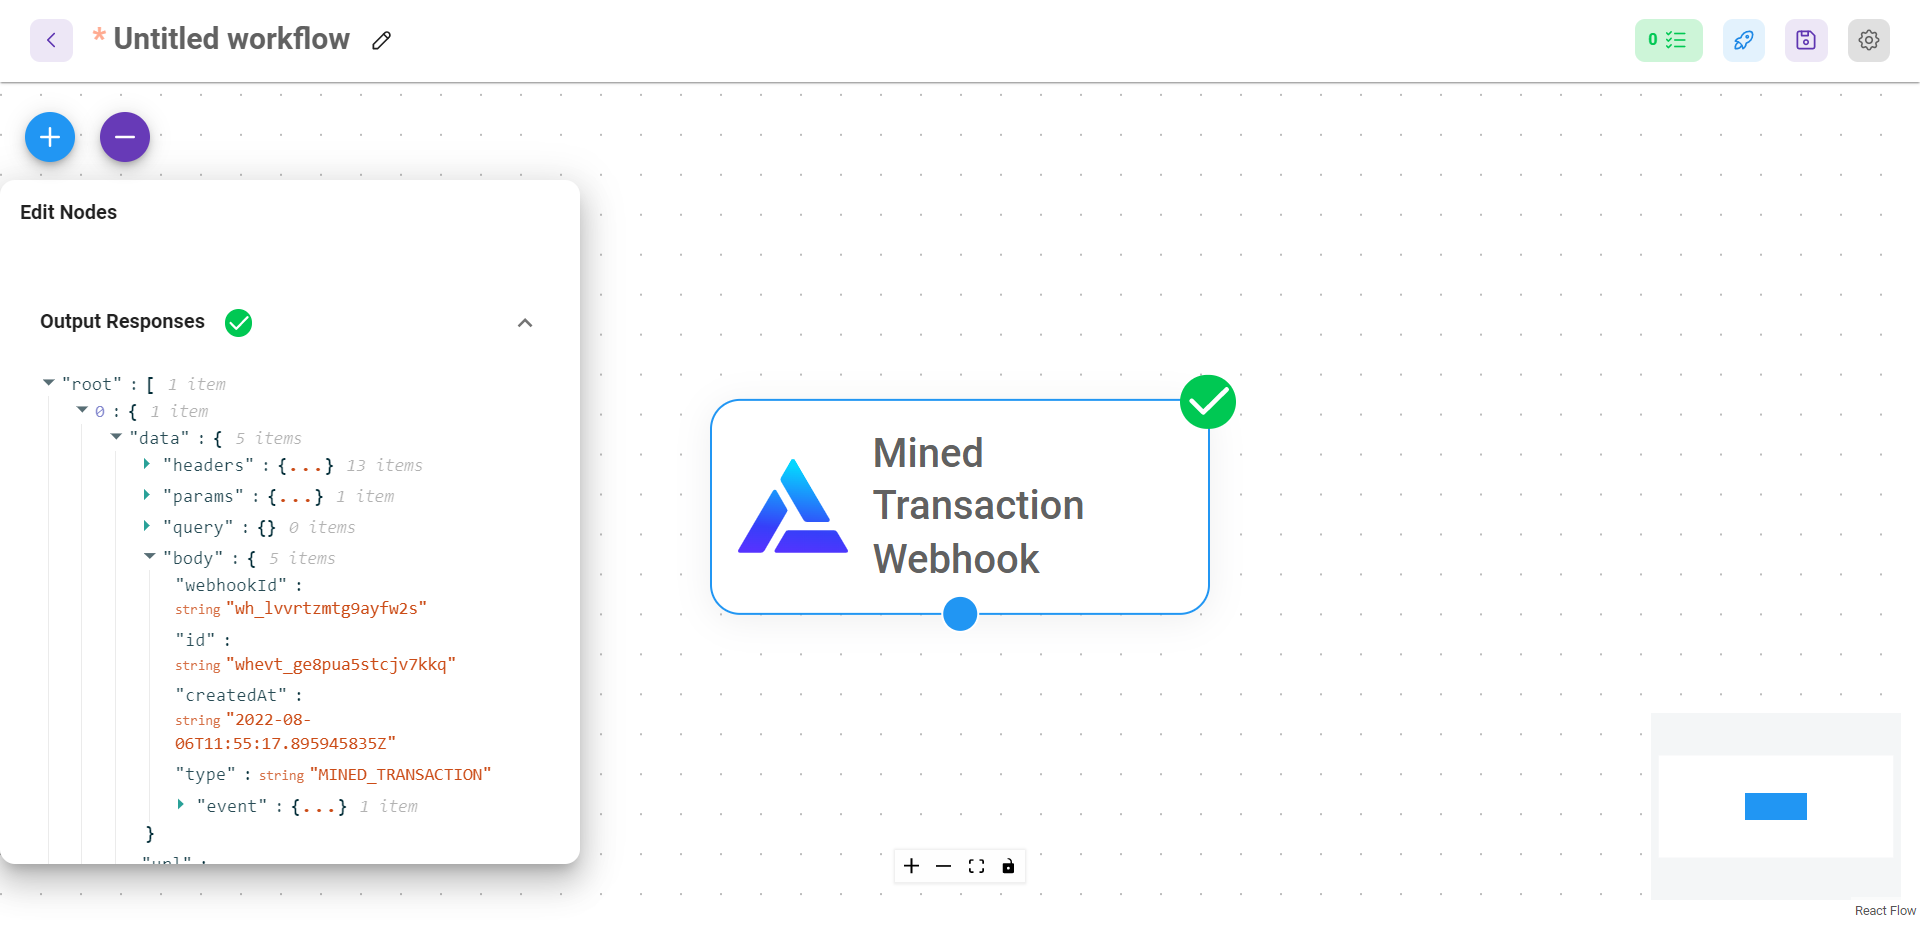 * Untitled workflow
0
Edit Nodes
Output Responses
"root" : [ 1 item
0 : { 1 item
"data" : { 5 items
"headers" : {...} 13 items
"params" : {...} 1 item
"query" : {} 0 items
"body" : { 5 items
"webhookId" :
string "wh_lvvrtzmtg9ayfw2s"
"id" :
string "whevt_ge8pua5stcjv7kkq"
"createdAt" :
string "2022-08-
06T11:55:17.895945835Z"
"type" : string "MINED_TRANSACTION"
"event" : {...} 1 item
}
"url" :
Mined
Transaction
Webhook
React Flow